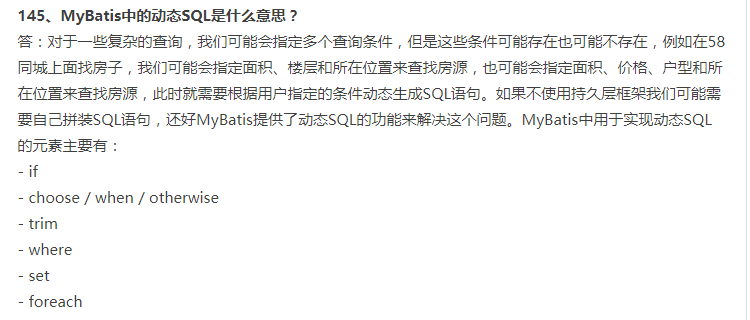 145、MyBatis中的动态SQL是什么意思？
答：对于一些复杂的查询，我们可能会指定多个查询条件，但是这些条件可能存在也可能不存在，例如在58
同城上面找房子，我们可能会指定面积、楼层和所在位置来查找房源，也可能会指定面积、价格、户型和所
在位置来查找房源，此时就需要根据用户指定的条件动态生成SQL语句。如果不使用持久层框架我们可能需
要自己拼装SQL语句，还好MyBatis提供了动态SQL的功能来解决这个问题。MyBatis中用于实现动态SQL
的元素主要有：
- if
- choose / when / otherwise
- trim
- where
- set
- foreach